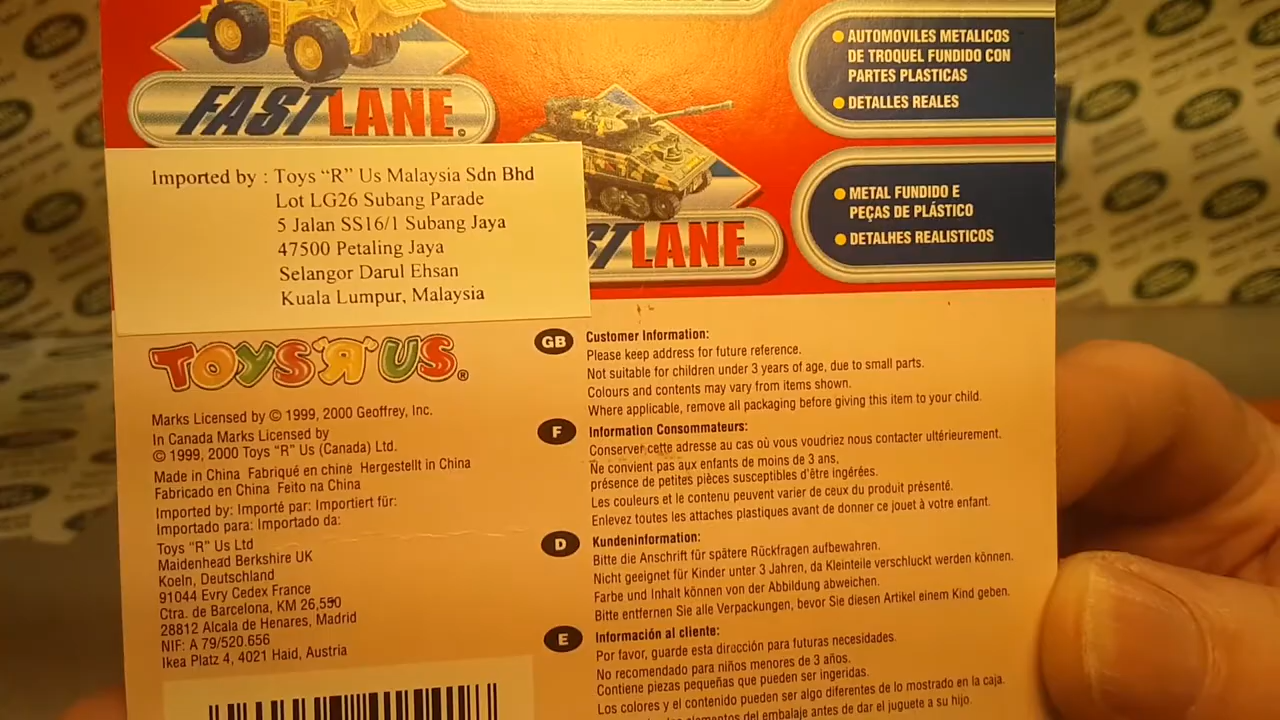 FAST LANE
AUTOMOVILES METALICOS
DE TROQUEL FUNDIDO CON
PARTES PLASTICAS
DETALLES REALES
METAL FUNDIDO E
PEÇAS DE PLÁSTICO
DETALHES REALISTICOS
ST LANE
Imported by : Toys “R” Us Malaysia Sdn Bhd
Lot LG26 Subang Parade
5 Jalan SS16/1 Subang Jaya
47500 Petaling Jaya
Selangor Darul Ehsan
Kuala Lumpur, Malaysia
TOYS "R" US®
Marks Licensed by © 1999, 2000 Geoffrey, Inc.
In Canada Marks Licensed by
© 1999, 2000 Toys "R" Us (Canada) Ltd.
Made in China Fabriqué en chine Hergestellt in China
Fabricado en China Feito na China
Imported by: Importé par: Importiert für:
Importado para: Importado da:
Toys "R" Us Ltd
Maidenhead Berkshire UK
Koeln, Deutschland
91044 Evry Cedex France
Ctra. de Barcelona, KM 26,550
28812 Alcala de Henares, Madrid
NIF: A 79/520.656
Ikea Platz 4, 4021 Haid, Austria
GB
Customer Information:
Please keep address for future reference.
Not suitable for children under 3 years of age, due to small parts.
Colours and contents may vary from items shown.
Where applicable, remove all packaging before giving this item to your child.
F
Information Consommateurs:
Conserver cette adresse au cas où vous voudriez nous contacter ultérieurement.
Ne convient pas aux enfants de moins de 3 ans,
présence de petites pièces susceptibles d'être ingérées.
Les couleurs et le contenu peuvent varier de ceux du produit présenté.
Enlevez toutes les attaches plastiques avant de donner ce jouet à votre enfant.
D
Kundeninformation:
Bitte die Anschrift für spätere Rückfragen aufbewahren.
Nicht geeignet für Kinder unter 3 Jahren, da Kleinteile verschluckt werden können.
Farbe und Inhalt können von der Abbildung abweichen.
Bitte entfernen Sie alle Verpackungen, bevor Sie diesen Artikel einem Kind geben.
E
Información al cliente:
Por favor, guarde esta dirección para futuras necesidades.
No recomendado para niños menores de 3 años.
Contiene piezas pequeñas que pueden ser ingeridas.
Los colores y el contenido pueden ser algo diferentes de lo mostrado en la caja.
elementos del embalaje antes de dar el juguete a su hijo.